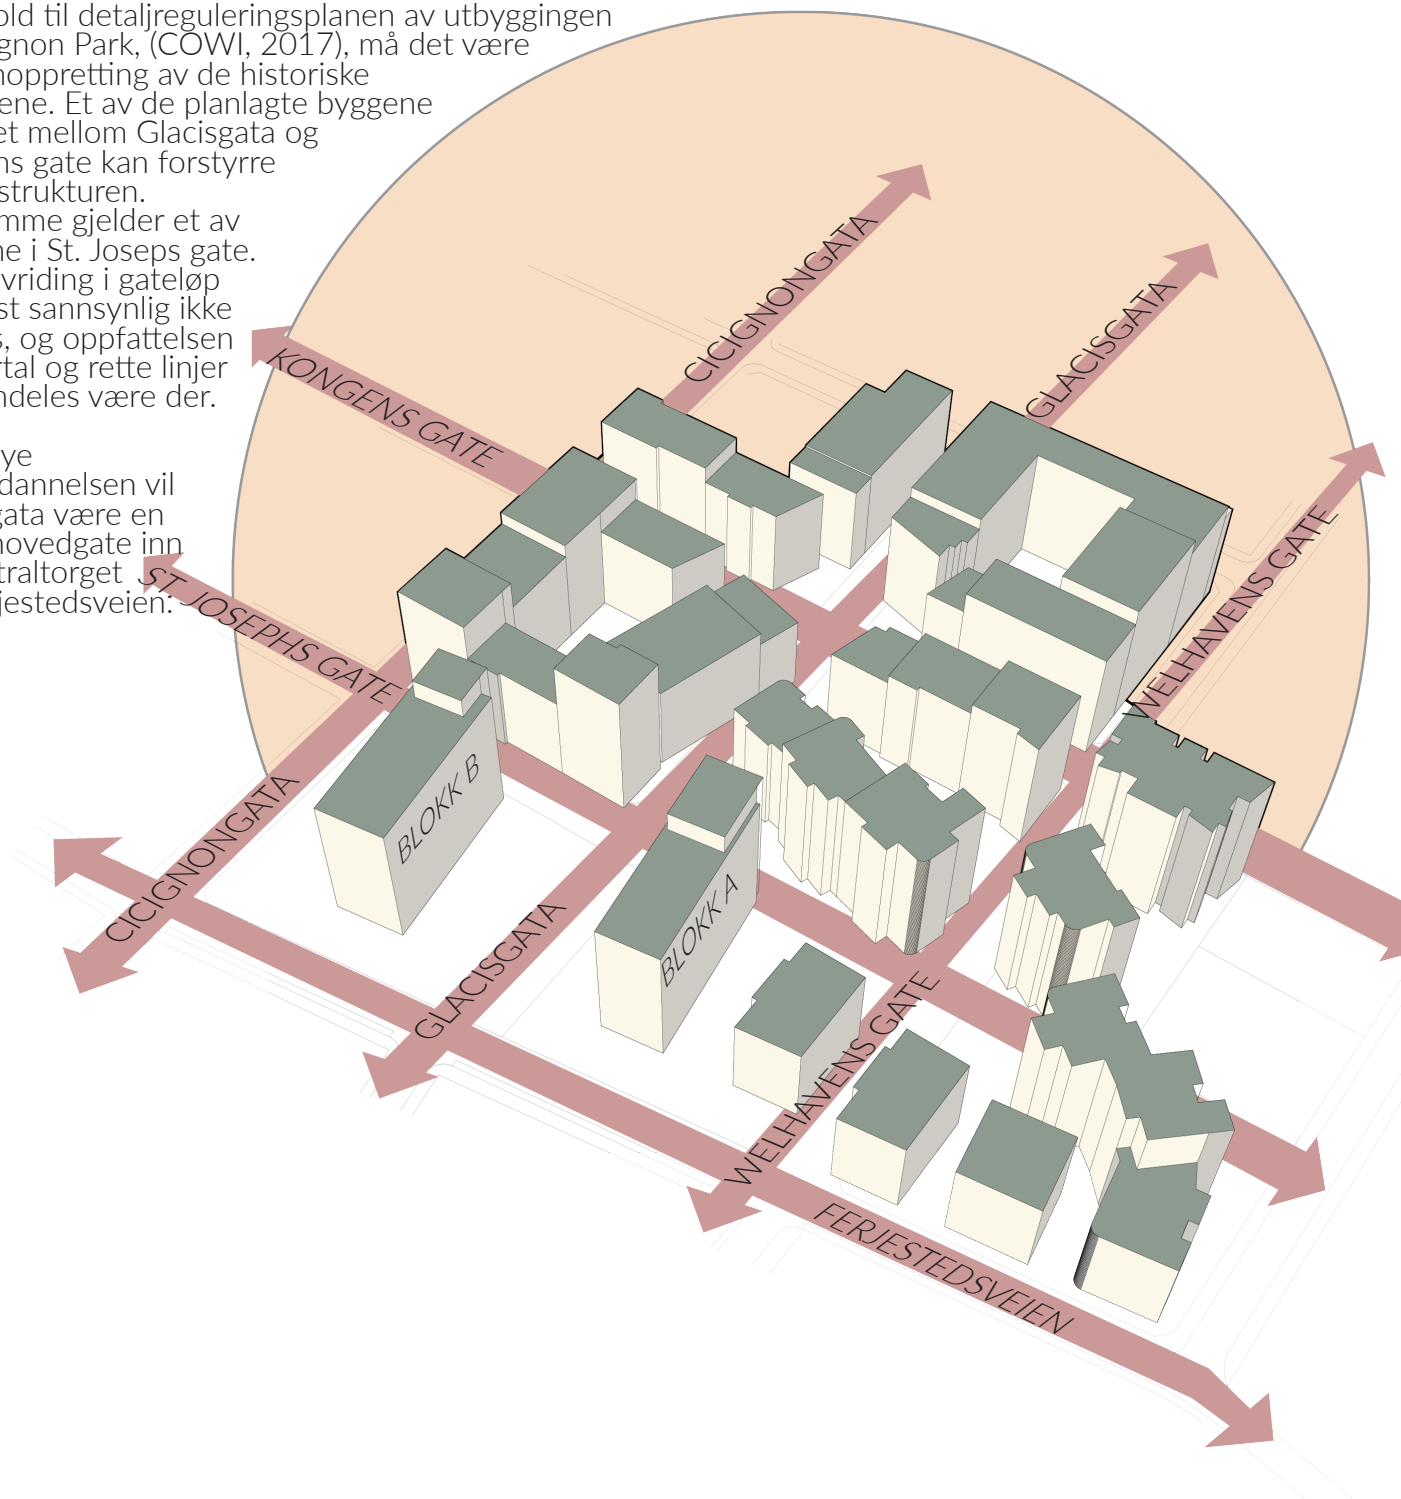 old til detaljreguleringsplanen av utbyggingen
gnon Park, (COWI, 2017), må det være
noppretting av de historiske
ene. Et av de planlagte byggene
et mellom Glacisgata og
ns gate kan forstyrre
strukturen.
mme gjelder et av
ne i St. Joseps gate.
vriding i gateløp
st sannsynlig ikke
s, og oppfattelsen
rtal og rette linjer
ndeles være der.
ye
dannelsen vil
gata være en
hovedgate inn
traltorget
jestedsveien.
CICIGNONGATA
GLACISGATA
KONGENS GATE
WELHAVENS GATE
ST. JOSEPHS GATE
BLOKK B
CICIGNONGATA
BLOKK A
GLACISGATA
WELHAVENS GATE
FERJESTEDSVEIEN